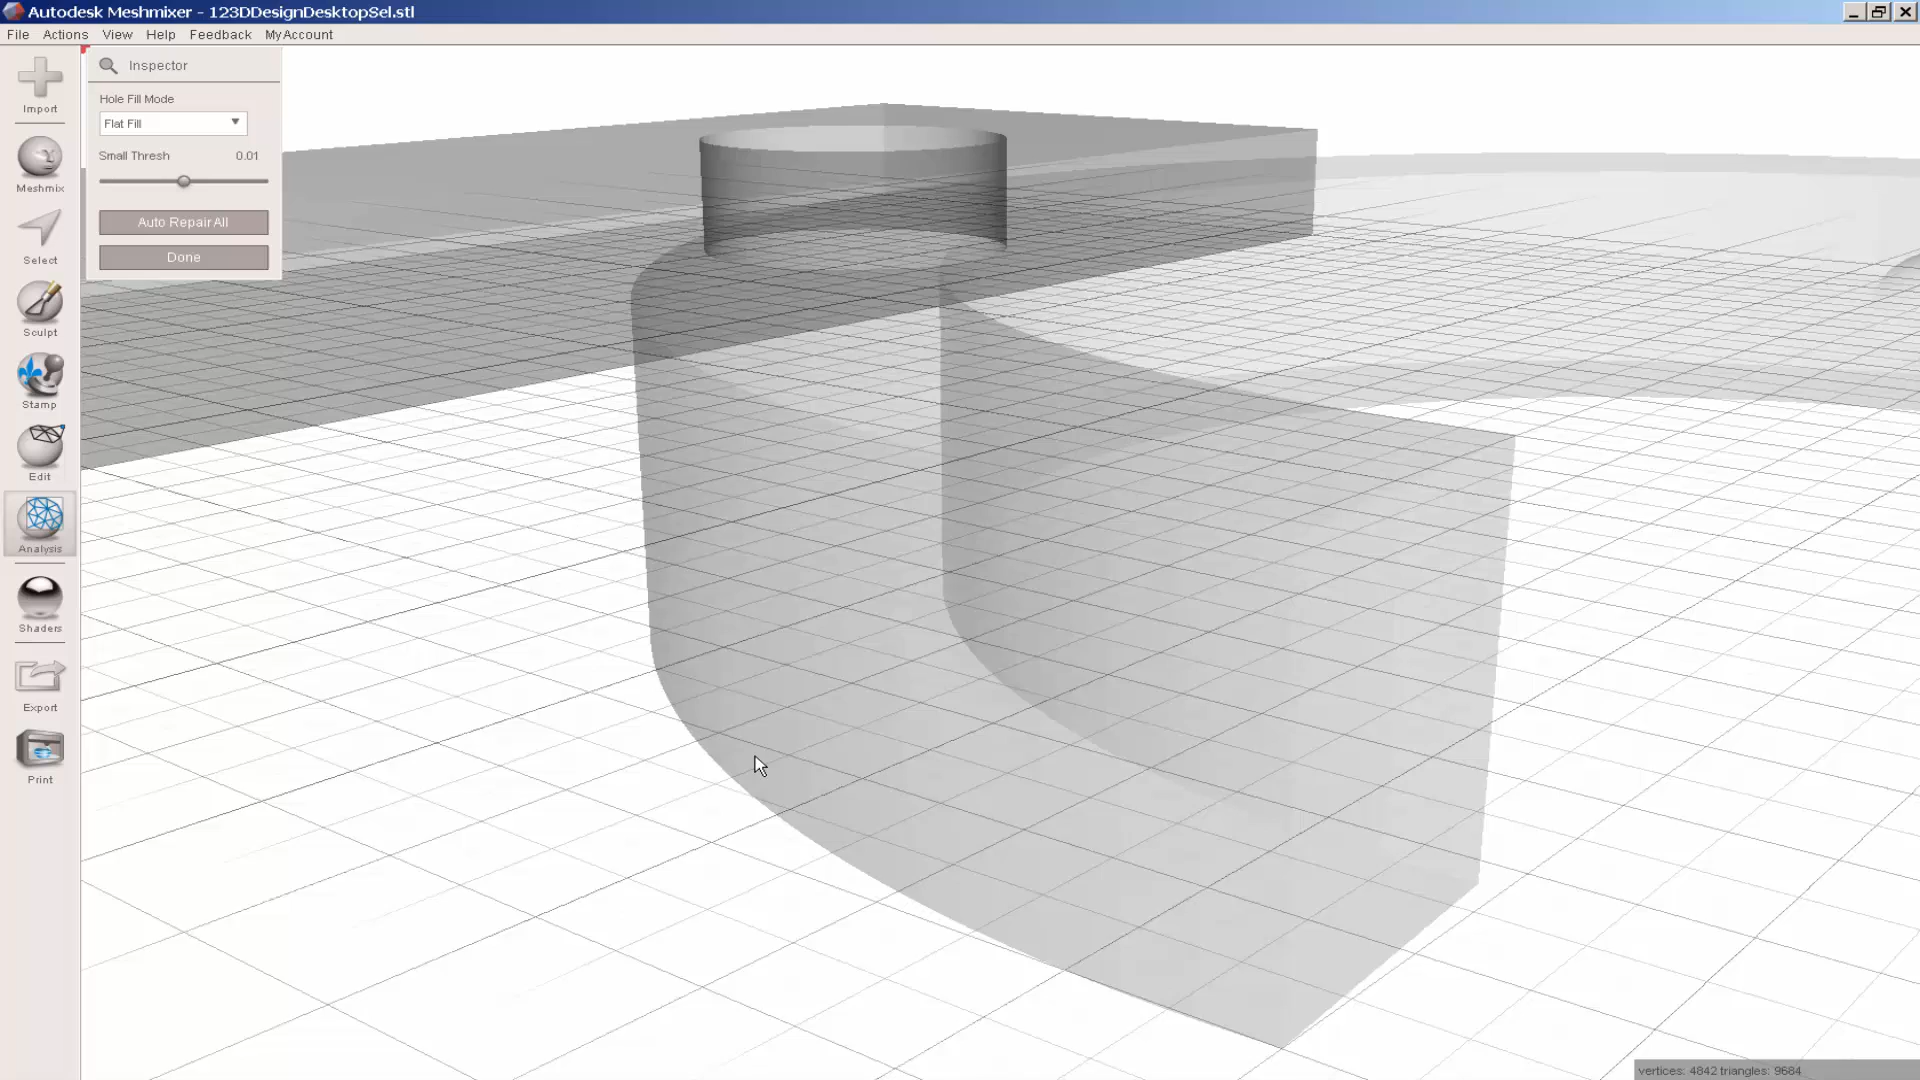 Autodesk Meshmixer - 123DDesignDesktopSel.stl
File Actions View Help Feedback MyAccount
Inspector
Hole Fill Mode
Flat Fill
Small Thresh 0.01
Auto Repair All
Done
Import
Meshmix
Select
Sculpt
Stamp
Edit
Analysis
Shaders
Export
Print
vertices: 4842 triangles: 9684